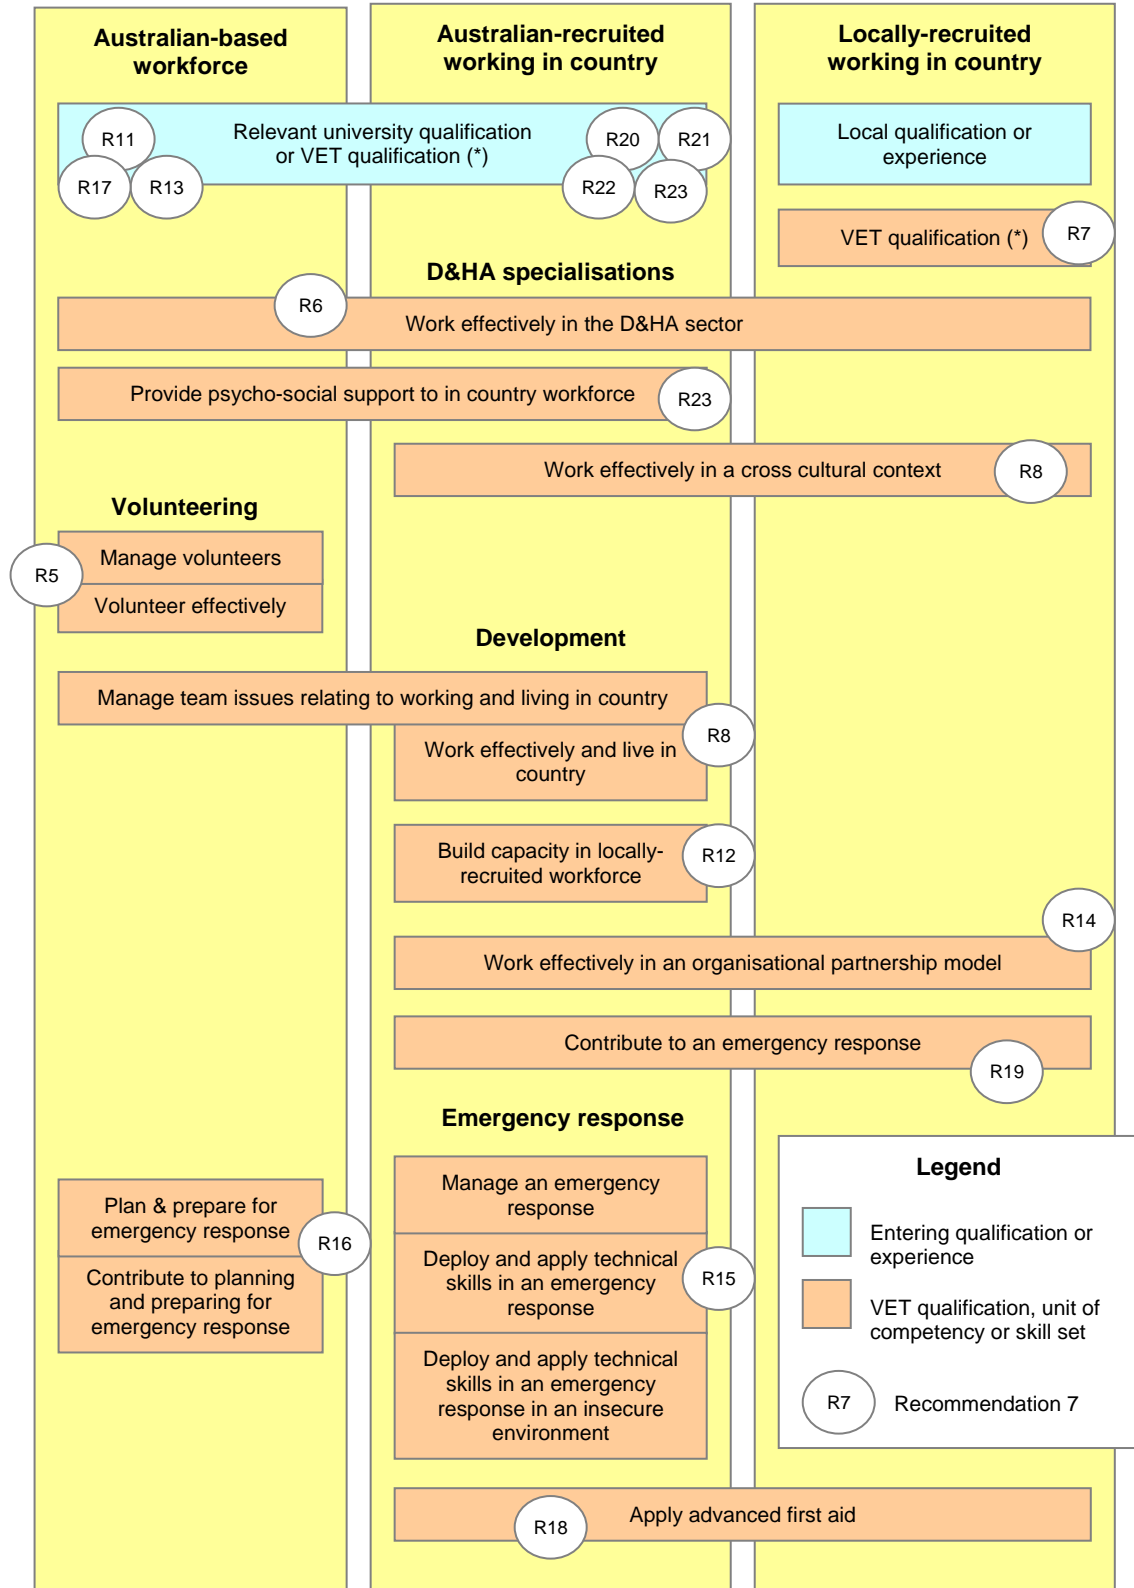 Australian-based
workforce
Australian-recruited
working in country
Locally-recruited
working in country
R11
R17
R13
Relevant university qualification
or VET qualification (*)
R20
R21
R22
R23
Local qualification or
experience
VET qualification (*)
R7
D&HA specialisations
R6
Work effectively in the D&HA sector
Provide psycho-social support to in country workforce
R23
Work effectively in a cross cultural context
R8
Volunteering
R5
Manage volunteers
Volunteer effectively
Development
Manage team issues relating to working and living in country
R8
Work effectively and live in
country
Build capacity in locally-
recruited workforce
R12
R14
Work effectively in an organisational partnership model
Contribute to an emergency response
R19
Emergency response
Plan & prepare for
emergency response
R16
Contribute to planning
and preparing for
emergency response
Manage an emergency
response
Deploy and apply technical
skills in an emergency
response
R15
Deploy and apply technical
skills in an emergency
response in an insecure
environment
Legend
Entering qualification or
experience
VET qualification, unit of
competency or skill set
R7
Recommendation 7
R18
Apply advanced first aid